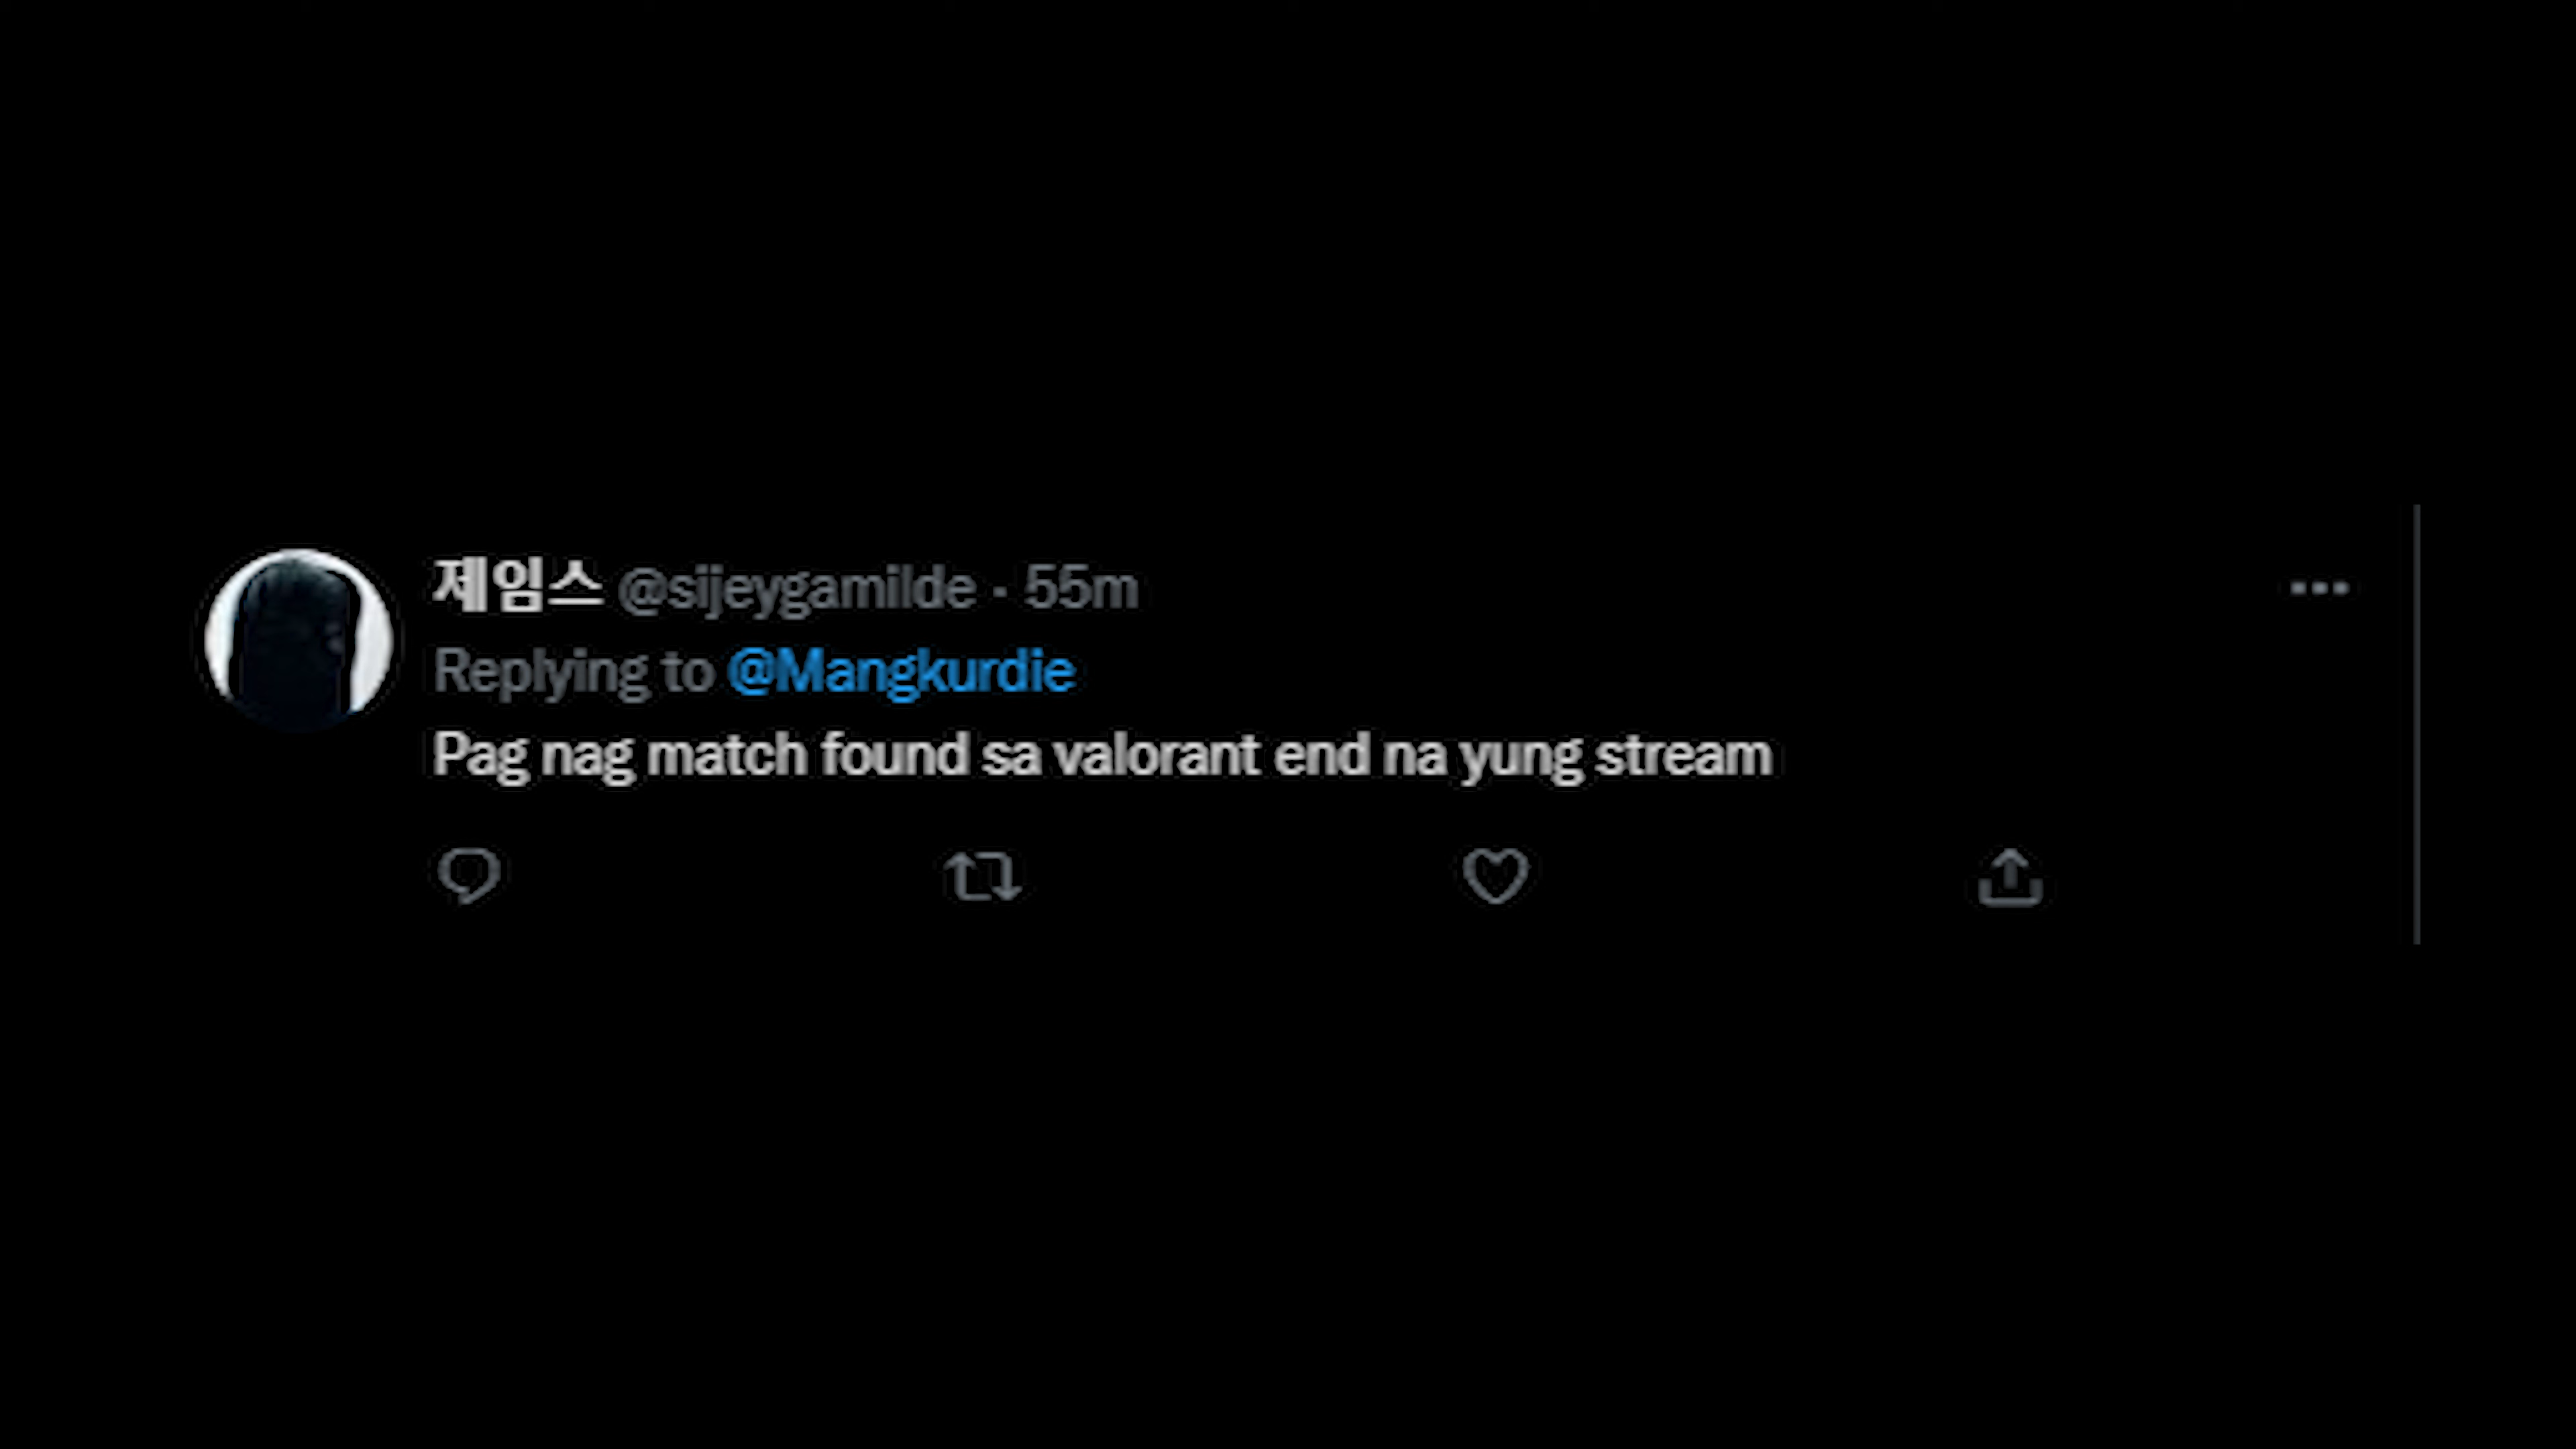 제임스 @sijeygamilde · 55m
Replying to @Mangkurdie
Pag nag match found sa valorant end na yung stream